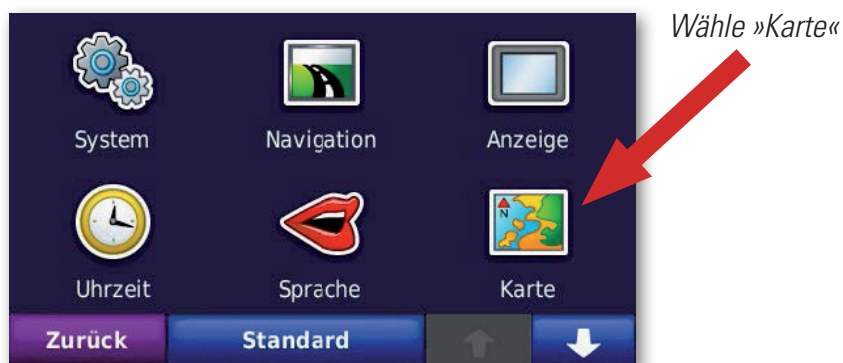 Wähle »Karte«
System Navigation Anzeige
N
Uhrzeit Sprache Karte
Zurück Standard